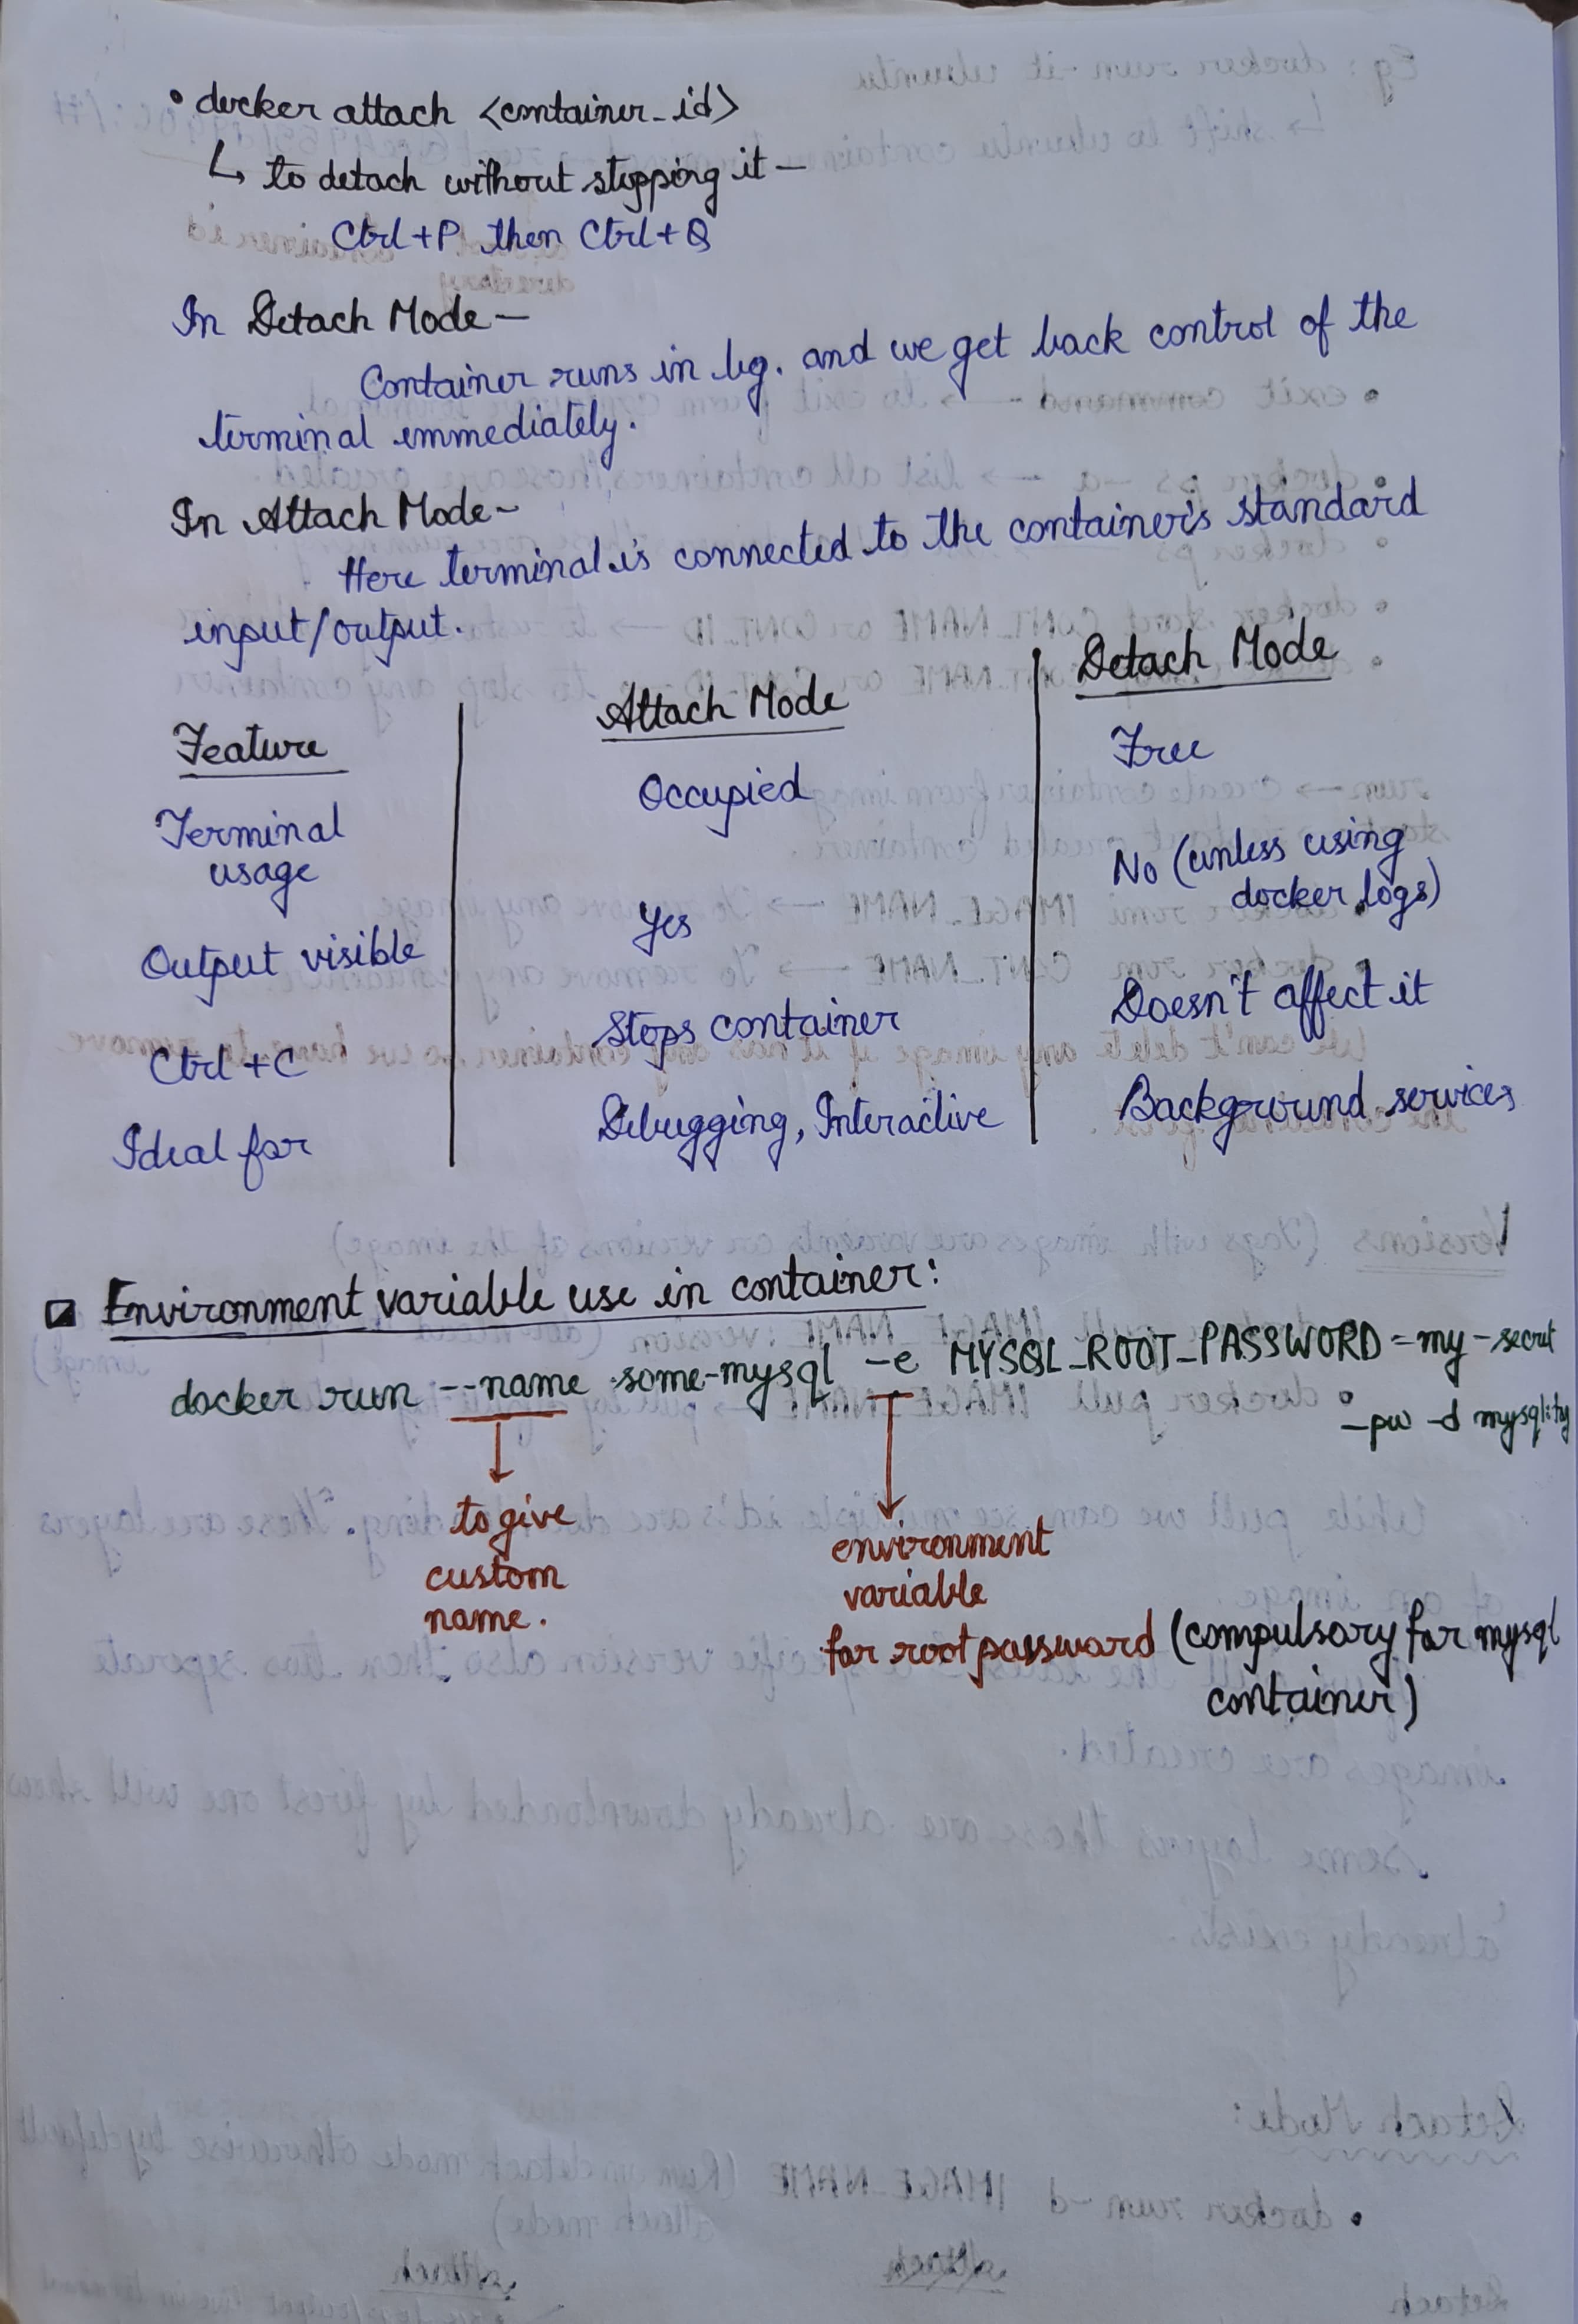 • docker attach <container_id>
↳ to detach without stopping it –
Ctrl+P then Ctrl+Q
In Detach Mode –
Container runs in bg. and we get back control of the
terminal immediately.
In Attach Mode –
Here terminal is connected to the container's standard
input/output.
Feature | Attach Mode | Detach Mode
Terminal usage | Occupied | Free
Output visible | Yes | No (unless using docker logs)
Ctrl + C | Stops container | Doesn't affect it
Ideal for | Debugging, Interactive | Background services
Environment variable use in container:
docker run --name some-mysql -e MYSQL_ROOT_PASSWORD=my-secret
-pw -d mysql:tag
to give
custom
name.
environment
variable
for root password (compulsory for mysql
container)